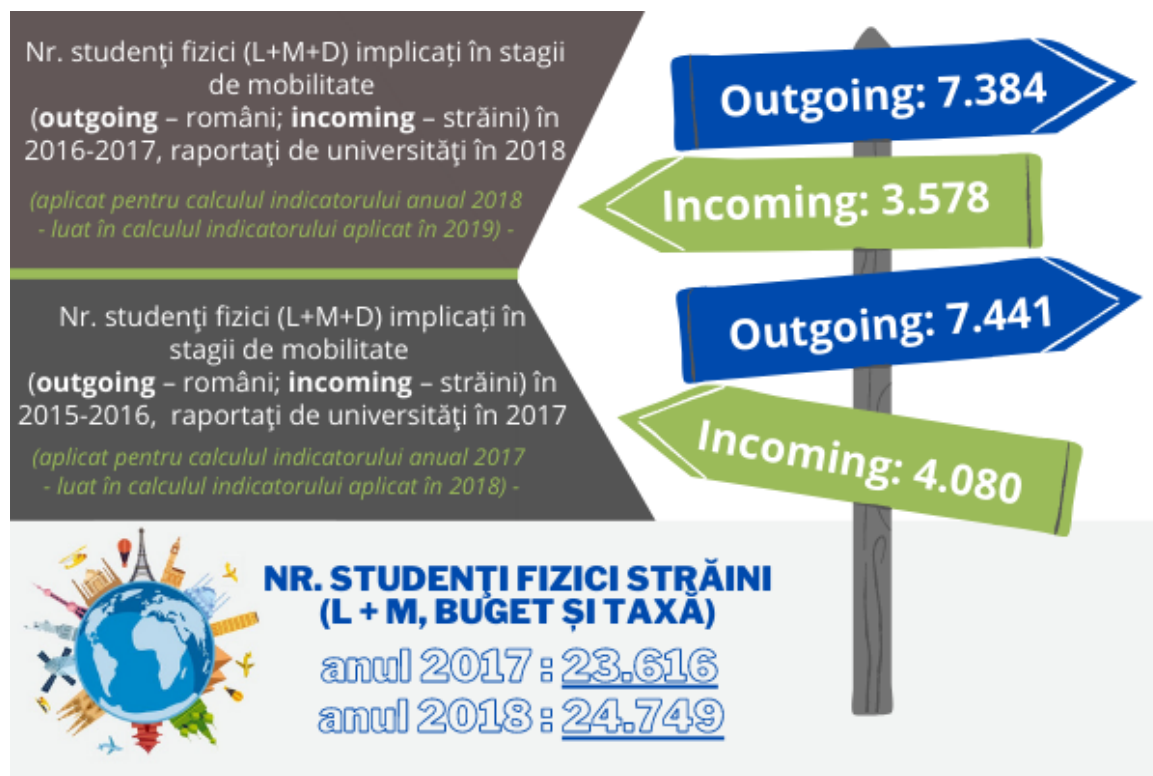 Nr. studenţi fizici (L+M+D) implicați în stagii
de mobilitate
(outgoing – români; incoming – străini) în
2016-2017, raportaţi de universităţi în 2018
(aplicat pentru calculul indicatorului anual 2018
- luat în calculul indicatorului aplicat în 2019) -
Outgoing: 7.384
Incoming: 3.578
Nr. studenţi fizici (L+M+D) implicați în
stagii de mobilitate
(outgoing – români; incoming – străini) în
2015-2016, raportaţi de universităţi în 2017
(aplicat pentru calculul indicatorului anual 2017
- luat în calculul indicatorului aplicat în 2018) -
Outgoing: 7.441
Incoming: 4.080
NR. STUDENŢI FIZICI STRĂINI
(L + M, BUGET ȘI TAXĂ)
anul 2017 : 23.616
anul 2018 : 24.749